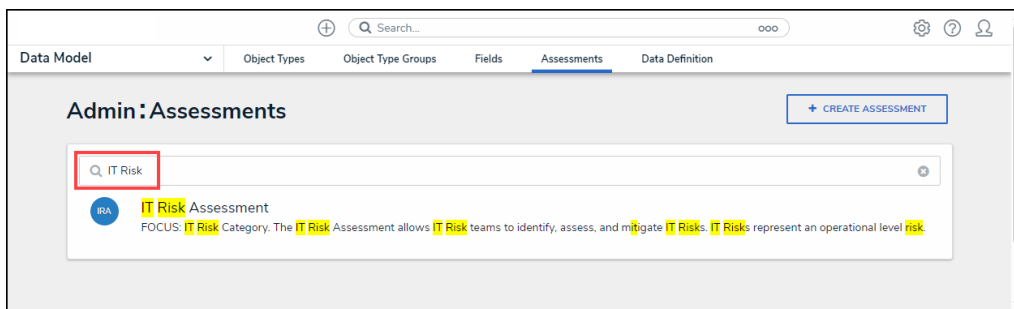 Search...
ooo
Data Model
Object Types
Object Type Groups
Fields
Assessments
Data Definition
Admin:Assessments
+ CREATE ASSESSMENT
IT Risk
IRA
IT Risk Assessment
FOCUS: IT Risk Category. The IT Risk Assessment allows IT Risk teams to identify, assess, and mitigate IT Risks. IT Risks represent an operational level risk.